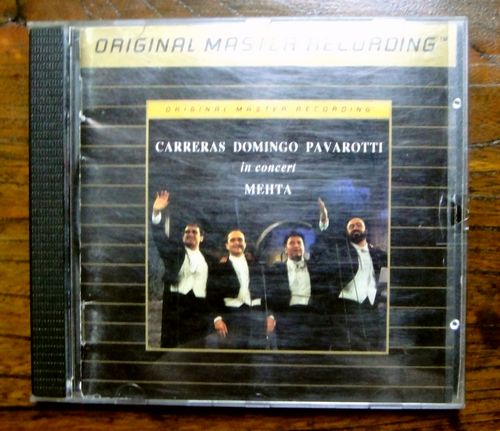 ORIGINAL MASTER RECORDING™
ORIGINAL MASTER RECORDING
CARRERAS DOMINGO PAVAROTTI
in concert
MEHTA